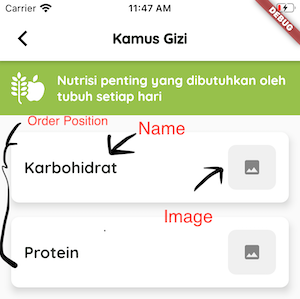 Carrier 11:47 AM
DEBUG
Kamus Gizi
Nutrisi penting yang dibutuhkan oleh
tubuh setiap hari
Order Position
Name
Karbohidrat
Image
Protein